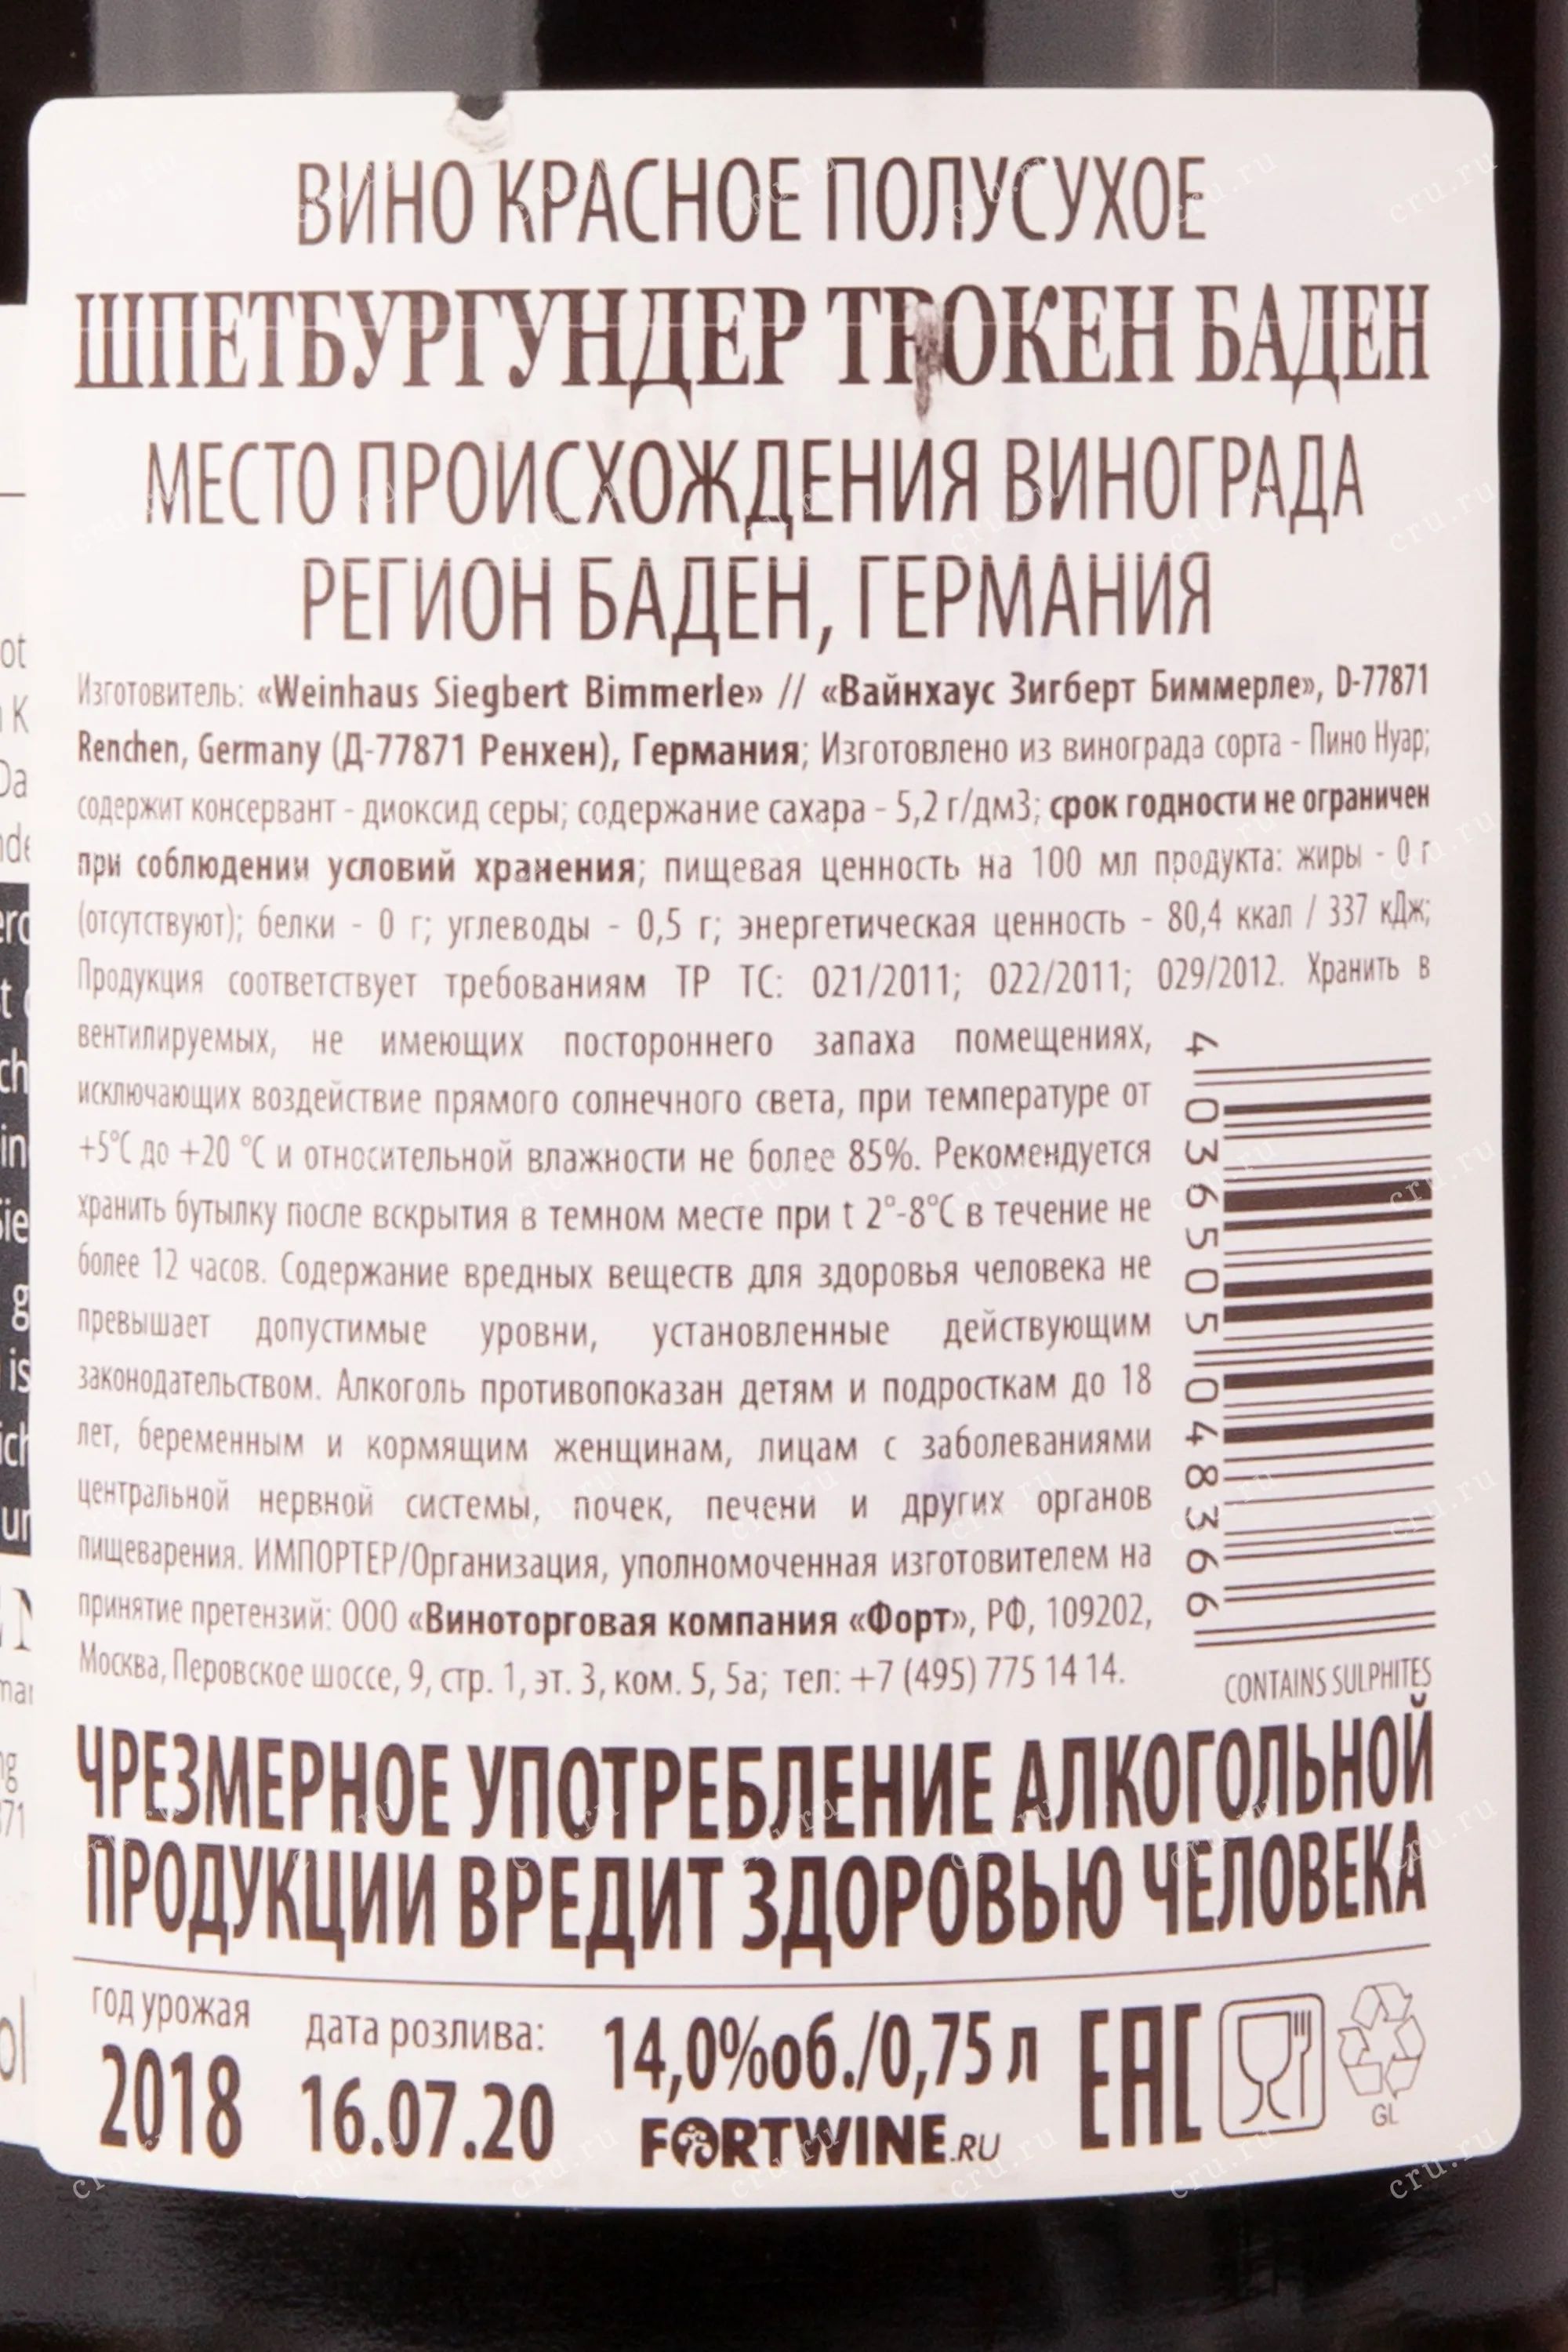 ВИНО КРАСНОЕ ПОЛУСУХОЕ
ШПЕТБУРГУНДЕР ТРОКЕН БАДЕН
МЕСТО ПРОИСХОЖДЕНИЯ ВИНОГРАДА
РЕГИОН БАДЕН, ГЕРМАНИЯ
Изготовитель: «Weinhaus Siegbert Bimmerle» // «Вайнхаус Зигберт Биммерле», D-77871
Renchen, Germany (Д-77871 Ренхен), Германия; Изготовлено из винограда сорта - Пино Нуар;
содержит консервант - диоксид серы; содержание сахара - 5,2 г/дм3; срок годности не ограничен
при соблюдении условий хранения; пищевая ценность на 100 мл продукта: жиры - 0 г
(отсутствуют); белки - 0 г; углеводы - 0,5 г; энергетическая ценность - 80,4 ккал / 337 кДж;
Продукция соответствует требованиям ТР ТС: 021/2011; 022/2011; 029/2012. Хранить в
вентилируемых, не имеющих постороннего запаха помещениях,
исключающих воздействие прямого солнечного света, при температуре от
+5°C до +20 °C и относительной влажности не более 85%. Рекомендуется
хранить бутылку после вскрытия в темном месте при t 2°-8°C в течение не
более 12 часов. Содержание вредных веществ для здоровья человека не
превышает допустимые уровни, установленные действующим
законодательством. Алкоголь противопоказан детям и подросткам до 18
лет, беременным и кормящим женщинам, лицам с заболеваниями
центральной нервной системы, почек, печени и других органов
пищеварения. ИМПОРТЕР/Организация, уполномоченная изготовителем на
принятие претензий: ООО «Виноторговая компания «Форт», РФ, 109202,
Москва, Перовское шоссе, 9, стр. 1, эт. 3, ком. 5, 5а; тел: +7 (495) 775 14 14.
4 036505 048366
CONTAINS SULPHITES
ЧРЕЗМЕРНОЕ УПОТРЕБЛЕНИЕ АЛКОГОЛЬНОЙ
ПРОДУКЦИИ ВРЕДИТ ЗДОРОВЬЮ ЧЕЛОВЕКА
год урожая
2018
дата розлива:
16.07.20
14,0%об./0,75 л
FORTWINE.RU
EAC
GL
cru.ru